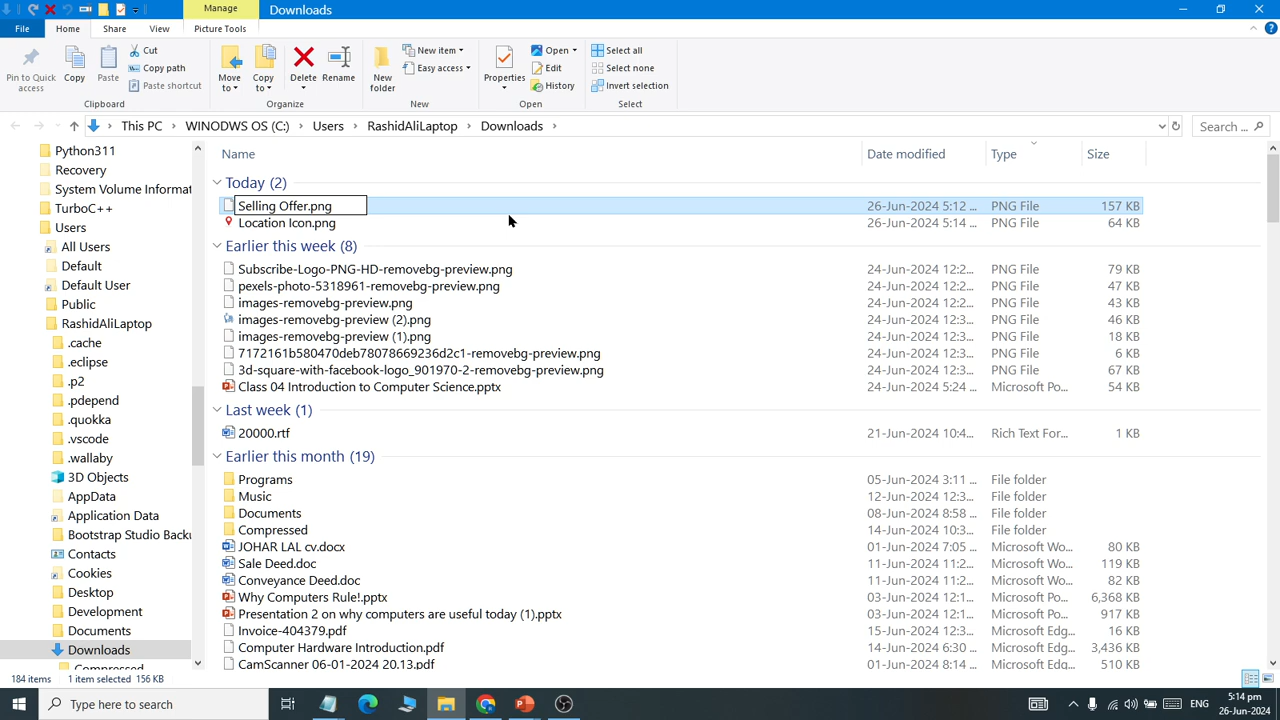 Manage
Downloads
File
Home
Share
View
Picture Tools
Pin to Quick access
Copy
Paste
Cut
Copy path
Paste shortcut
Clipboard
Move to
Copy to
Delete
Rename
Organize
New folder
New item
Easy access
New
Properties
Open
Edit
History
Open
Select all
Select none
Invert selection
Select
This PC > WINODWS OS (C:) > Users > RashidAliLaptop > Downloads >
Search ...
Python311
Recovery
System Volume Informat
TurboC++
Users
All Users
Default
Default User
Public
RashidAliLaptop
.cache
.eclipse
.p2
.pdepend
.quokka
.vscode
.wallaby
3D Objects
AppData
Application Data
Bootstrap Studio Backu
Contacts
Cookies
Desktop
Development
Documents
Downloads
Compressed
Name Date modified Type Size
Today (2)
Selling Offer.png 26-Jun-2024 5:12 ... PNG File 157 KB
Location Icon.png 26-Jun-2024 5:14 ... PNG File 64 KB
Earlier this week (8)
Subscribe-Logo-PNG-HD-removebg-preview.png 24-Jun-2024 12:2... PNG File 79 KB
pexels-photo-5318961-removebg-preview.png 24-Jun-2024 12:2... PNG File 47 KB
images-removebg-preview.png 24-Jun-2024 12:2... PNG File 43 KB
images-removebg-preview (2).png 24-Jun-2024 12:3... PNG File 46 KB
images-removebg-preview (1).png 24-Jun-2024 12:3... PNG File 18 KB
7172161b580470deb78078669236d2c1-removebg-preview.png 24-Jun-2024 12:3... PNG File 6 KB
3d-square-with-facebook-logo_901970-2-removebg-preview.png 24-Jun-2024 12:3... PNG File 67 KB
Class 04 Introduction to Computer Science.pptx 24-Jun-2024 5:24 ... Microsoft Po... 54 KB
Last week (1)
20000.rtf 21-Jun-2024 10:4... Rich Text For... 1 KB
Earlier this month (19)
Programs 05-Jun-2024 3:11 ... File folder
Music 12-Jun-2024 12:3... File folder
Documents 08-Jun-2024 8:58 ... File folder
Compressed 14-Jun-2024 10:3... File folder
JOHAR LAL cv.docx 01-Jun-2024 7:05 ... Microsoft Wo... 80 KB
Sale Deed.doc 11-Jun-2024 11:2... Microsoft Wo... 119 KB
Conveyance Deed.doc 11-Jun-2024 11:2... Microsoft Wo... 82 KB
Why Computers Rule!.pptx 03-Jun-2024 12:1... Microsoft Po... 6,368 KB
Presentation 2 on why computers are useful today (1).pptx 03-Jun-2024 12:1... Microsoft Po... 917 KB
Invoice-404379.pdf 15-Jun-2024 12:3... Microsoft Edg... 16 KB
Computer Hardware Introduction.pdf 14-Jun-2024 6:30 ... Microsoft Edg... 3,436 KB
CamScanner 06-01-2024 20.13.pdf 01-Jun-2024 8:14 ... Microsoft Edg... 510 KB
184 items 1 item selected 156 KB
Type here to search
ENG
5:14 pm
26-Jun-2024